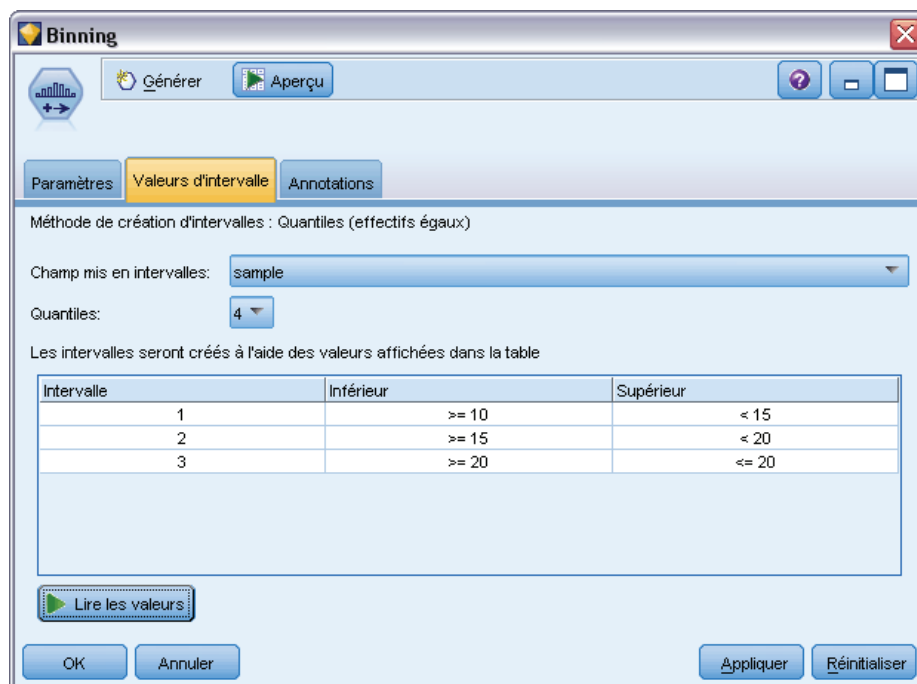 Binning
Générer Aperçu
Paramètres Valeurs d'intervalle Annotations
Méthode de création d'intervalles : Quantiles (effectifs égaux)
Champ mis en intervalles: sample
Quantiles: 4
Les intervalles seront créés à l'aide des valeurs affichées dans la table
Intervalle Inférieur Supérieur
1 >= 10 < 15
2 >= 15 < 20
3 >= 20 <= 20
Lire les valeurs
OK Annuler Appliquer Réinitialiser